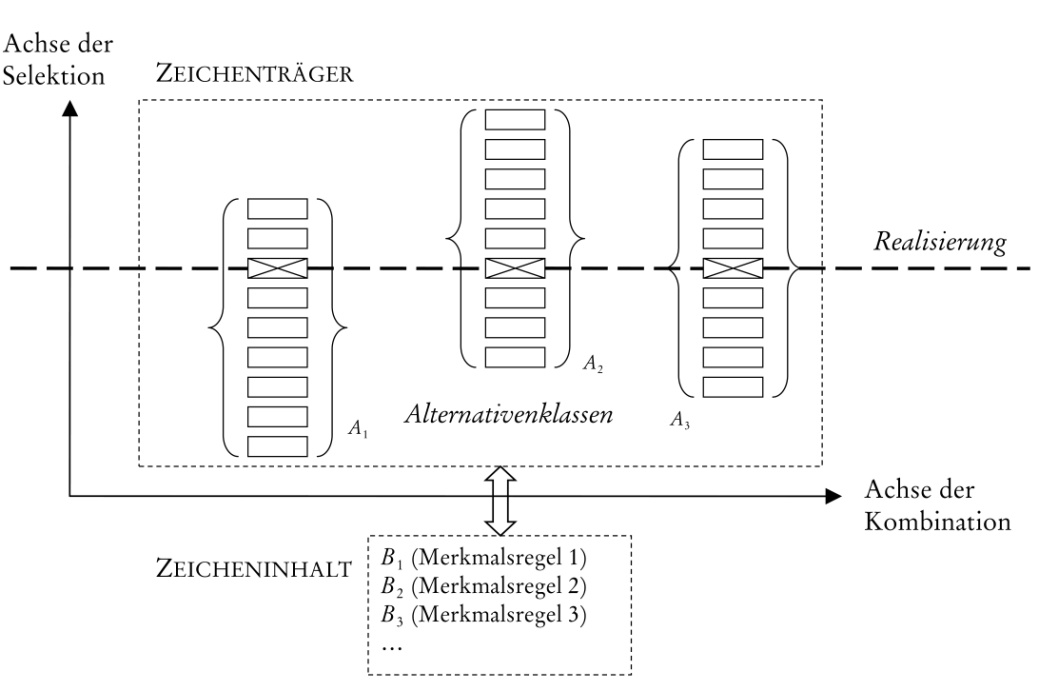 Achse der
Selektion
ZEICHENTRÄGER
Realisierung
A2
Alternativenklassen
A1
A3
Achse der
Kombination
ZEICHENINHALT
B1 (Merkmalsregel 1)
B2 (Merkmalsregel 2)
B3 (Merkmalsregel 3)
...